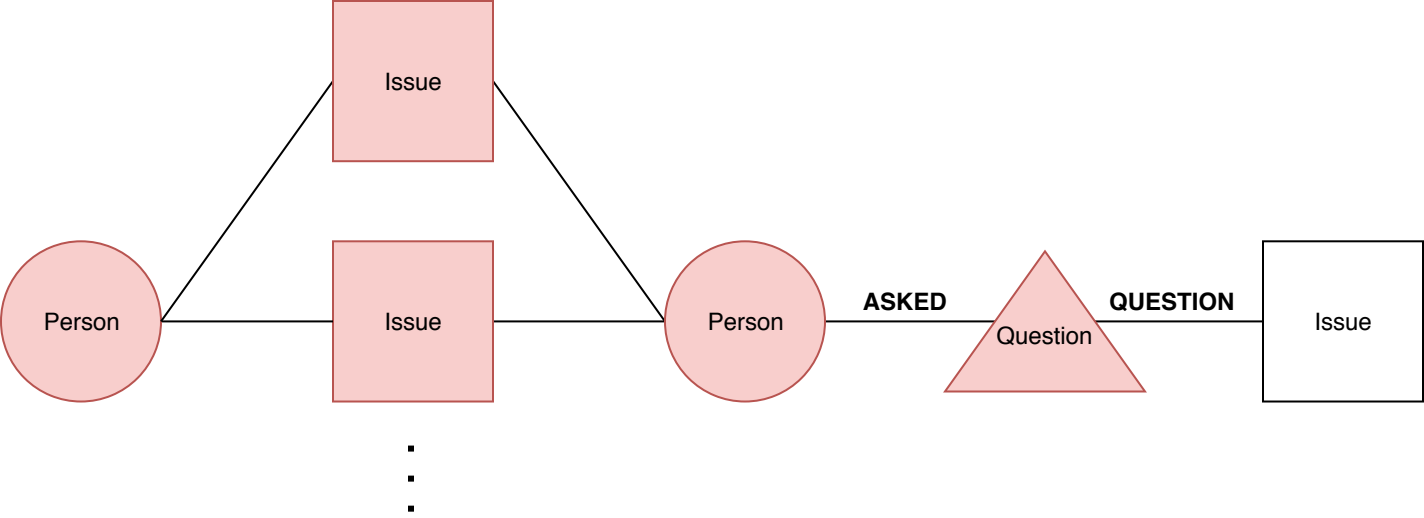 Issue
Person
Issue
Person
ASKED
Question
QUESTION
Issue